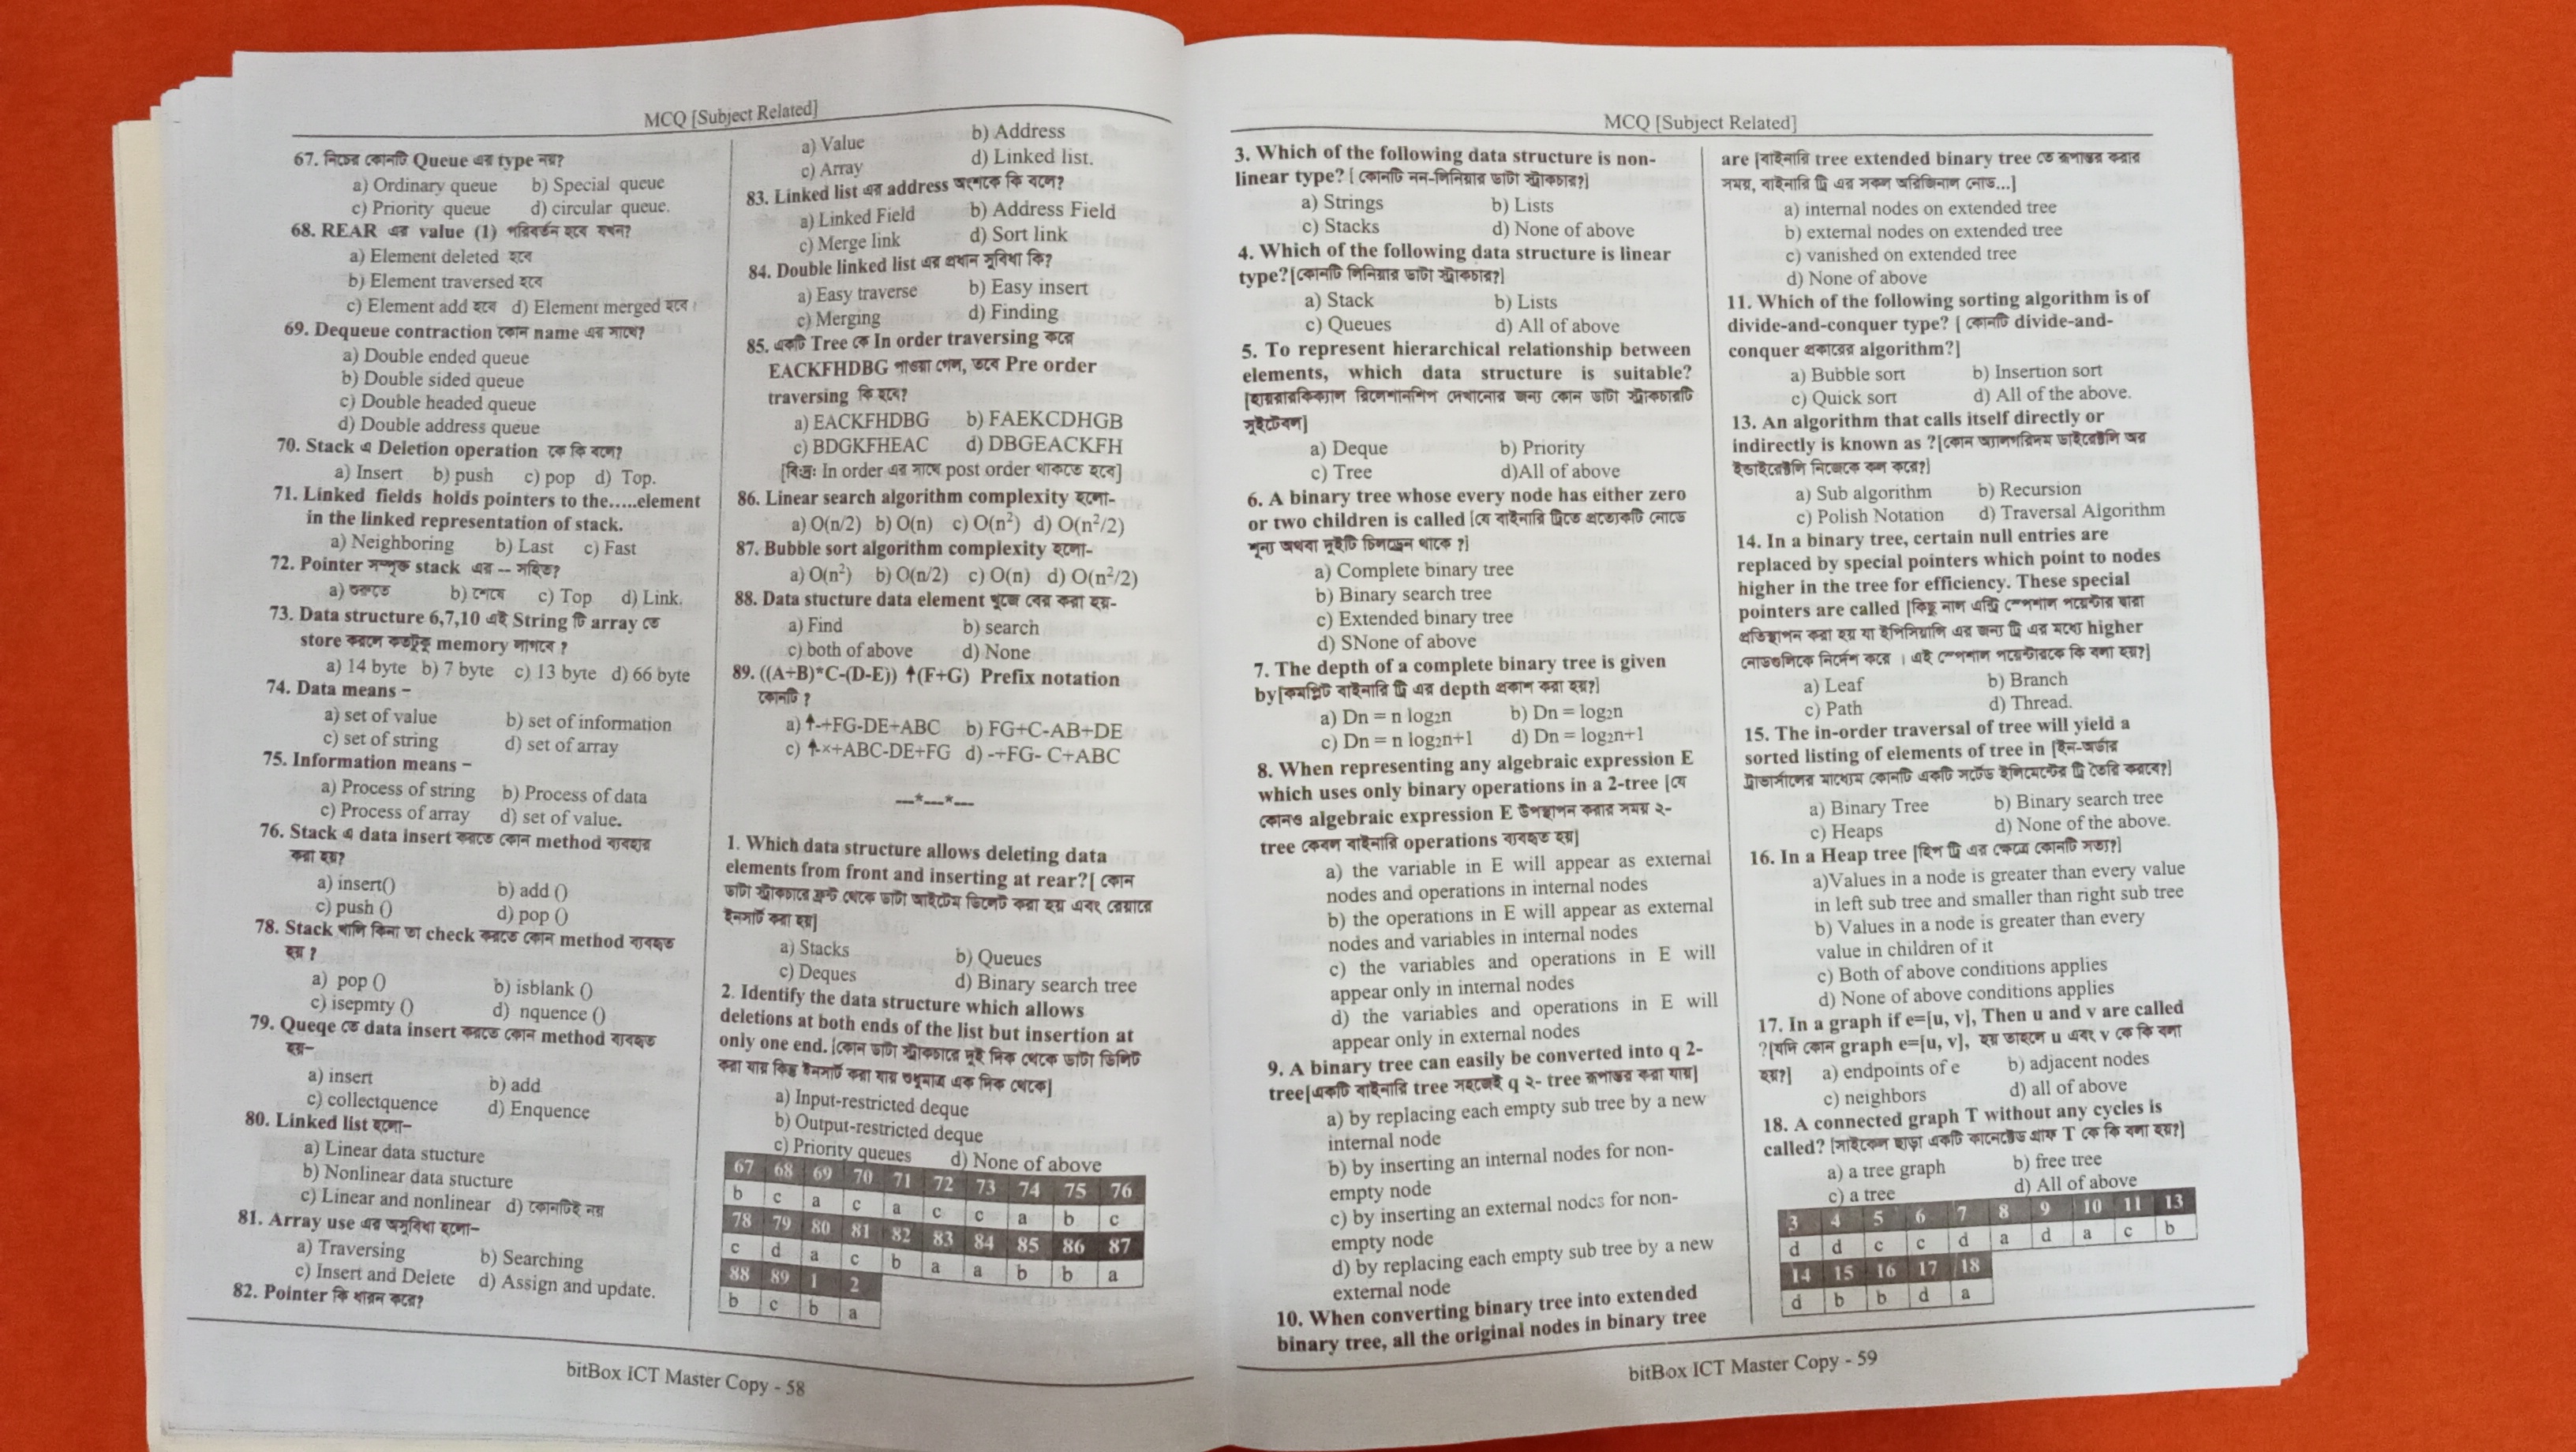 MCQ [Subject Related]
67. নিচের কোনটি Queue এর type নয়?
a) Ordinary queue b) Special queue
c) Priority queue d) circular queue.
68. REAR এর value (1) পরিবর্তন হবে যখন?
a) Element deleted হবে
b) Element traversed হবে
c) Element add হবে d) Element merged হবে।
69. Dequeue contraction কোন name এর সাথে?
a) Double ended queue
b) Double sided queue
c) Double headed queue
d) Double address queue
70. Stack এ Deletion operation কে কি বলে?
a) Insert b) push c) pop d) Top.
71. Linked fields holds pointers to the.....element
in the linked representation of stack.
a) Neighboring b) Last c) Fast
72. Pointer সম্পৃক্ত stack এর -- সহিত?
a) শুরুতে b) শেষে c) Top d) Link.
73. Data structure 6,7,10 এই String টি array তে
store করলে কতটুকু memory লাগবে ?
a) 14 byte b) 7 byte c) 13 byte d) 66 byte
74. Data means –
a) set of value b) set of information
c) set of string d) set of array
75. Information means –
a) Process of string b) Process of data
c) Process of array d) set of value.
76. Stack এ data insert করতে কোন method ব্যবহার
করা হয়?
a) insert() b) add ()
c) push () d) pop ()
78. Stack খালি কিনা তা check করতে কোন method ব্যবহৃত
হয় ?
a) pop () b) isblank ()
c) isepmty () d) nquence ()
79. Queqe তে data insert করতে কোন method ব্যবহৃত
হয়–
a) insert b) add
c) collectquence d) Enquence
80. Linked list হলো–
a) Linear data stucture
b) Nonlinear data stucture
c) Linear and nonlinear d) কোনটিই নয়
81. Array use এর অসুবিধা হলো–
a) Traversing b) Searching
c) Insert and Delete d) Assign and update.
82. Pointer কি ধারন করে?
a) Value b) Address
c) Array d) Linked list.
83. Linked list এর address অংশকে কি বলে?
a) Linked Field b) Address Field
c) Merge link d) Sort link
84. Double linked list এর প্রধান সুবিধা কি?
a) Easy traverse b) Easy insert
c) Merging d) Finding
85. একটি Tree কে In order traversing করে
EACKFHDBG পাওয়া গেল, তবে Pre order
traversing কি হবে?
a) EACKFHDBG b) FAEKCDHGB
c) BDGKFHEAC d) DBGEACKFH
[বি:দ্র: In order এর সাথে post order থাকতে হবে]
86. Linear search algorithm complexity হলো-
a) O(n/2) b) O(n) c) O(n²) d) O(n²/2)
87. Bubble sort algorithm complexity হলো-
a) O(n²) b) O(n/2) c) O(n) d) O(n²/2)
88. Data stucture data element খুজে বের করা হয়-
a) Find b) search
c) both of above d) None
89. ((A+B)*C-(D-E)) ↑(F+G) Prefix notation
কোনটি ?
a) ↑-+FG-DE+ABC b) FG+C-AB+DE
c) ↑-×+ABC-DE+FG d) -+FG- C+ABC
---*---*---
1. Which data structure allows deleting data
elements from front and inserting at rear?[ কোন
ডাটা স্ট্রাকচারে ফ্রন্ট থেকে ডাটা আইটেম ডিলেট করা হয় এবং রেয়ারে
ইনসার্ট করা হয়]
a) Stacks b) Queues
c) Deques d) Binary search tree
2. Identify the data structure which allows
deletions at both ends of the list but insertion at
only one end. [কোন ডাটা স্ট্রাকচারে দুই দিক থেকে ডাটা ডিলিট
করা যায় কিন্তু ইনসার্ট করা যায় শুধুমাত্র এক দিক থেকে]
a) Input-restricted deque
b) Output-restricted deque
c) Priority queues d) None of above
67 68 69 70 71 72 73 74 75 76
b c a c a c c a b c
78 79 80 81 82 83 84 85 86 87
c d a c b a a b b a
88 89 1 2
b c b a
bitBox ICT Master Copy - 58
MCQ [Subject Related]
3. Which of the following data structure is non-
linear type? [ কোনটি নন-লিনিয়ার ডাটা স্ট্রাকচার?]
a) Strings b) Lists
c) Stacks d) None of above
4. Which of the following data structure is linear
type?[কোনটি লিনিয়ার ডাটা স্ট্রাকচার?]
a) Stack b) Lists
c) Queues d) All of above
5. To represent hierarchical relationship between
elements, which data structure is suitable?
[হায়রারকিক্যাল রিলেশানশিপ দেখানোর জন্য কোন ডাটা স্ট্রাকচারটি
সুইটেবল]
a) Deque b) Priority
c) Tree d)All of above
6. A binary tree whose every node has either zero
or two children is called [যে বাইনারি ট্রিতে প্রত্যেকটি নোডে
শূন্য অথবা দুইটি চিলড্রেন থাকে ?]
a) Complete binary tree
b) Binary search tree
c) Extended binary tree
d) SNone of above
7. The depth of a complete binary tree is given
by[কমপ্লিট বাইনারি ট্রি এর depth প্রকাশ করা হয়?]
a) Dn = n log₂n b) Dn = log₂n
c) Dn = n log₂n+1 d) Dn = log₂n+1
8. When representing any algebraic expression E
which uses only binary operations in a 2-tree [যে
কোনও algebraic expression E উপস্থাপন করার সময় ২-
tree কেবল বাইনারি operations ব্যবহৃত হয়]
a) the variable in E will appear as external
nodes and operations in internal nodes
b) the operations in E will appear as external
nodes and variables in internal nodes
c) the variables and operations in E will
appear only in internal nodes
d) the variables and operations in E will
appear only in external nodes
9. A binary tree can easily be converted into q 2-
tree[একটি বাইনারি tree সহজেই q ২- tree রূপান্তর করা যায়]
a) by replacing each empty sub tree by a new
internal node
b) by inserting an internal nodes for non-
empty node
c) by inserting an external nodes for non-
empty node
d) by replacing each empty sub tree by a new
external node
10. When converting binary tree into extended
binary tree, all the original nodes in binary tree
are [বাইনারি tree extended binary tree তে রূপান্তর করার
সময়, বাইনারি ট্রি এর সকল অরিজিনাল নোড...]
a) internal nodes on extended tree
b) external nodes on extended tree
c) vanished on extended tree
d) None of above
11. Which of the following sorting algorithm is of
divide-and-conquer type? [ কোনটি divide-and-
conquer প্রকারের algorithm?]
a) Bubble sort b) Insertion sort
c) Quick sort d) All of the above.
13. An algorithm that calls itself directly or
indirectly is known as ?[কোন অ্যালগরিদম ডাইরেক্টলি অর
ইন্ডাইরেক্টলি নিজেকে কল করে?]
a) Sub algorithm b) Recursion
c) Polish Notation d) Traversal Algorithm
14. In a binary tree, certain null entries are
replaced by special pointers which point to nodes
higher in the tree for efficiency. These special
pointers are called [কিছু নাল এন্ট্রি স্পেশাল পয়েন্টার দ্বারা
প্রতিস্থাপন করা হয় যা ইফিসিয়ান্সি এর জন্য ট্রি এর মধ্যে higher
নোডগুলিকে নির্দেশ করে । এই স্পেশাল পয়েন্টারকে কি বলা হয়?]
a) Leaf b) Branch
c) Path d) Thread.
15. The in-order traversal of tree will yield a
sorted listing of elements of tree in [ইন-অর্ডার
ট্রাভার্সালের মাধ্যেম কোনটি একটি সর্টেড ইলিমেন্টের ট্রি তৈরি করবে?]
a) Binary Tree b) Binary search tree
c) Heaps d) None of the above.
16. In a Heap tree [হিপ ট্রি এর ক্ষেত্রে কোনটি সত্য?]
a)Values in a node is greater than every value
in left sub tree and smaller than right sub tree
b) Values in a node is greater than every
value in children of it
c) Both of above conditions applies
d) None of above conditions applies
17. In a graph if e=[u, v], Then u and v are called
?[যদি কোন graph e=[u, v], হয় তাহলে u এবং v কে কি বলা
হয়?] a) endpoints of e b) adjacent nodes
c) neighbors d) all of above
18. A connected graph T without any cycles is
called? [সাইকেল ছাড়া একটি কানেক্টেড গ্রাফ T কে কি বলা হয়?]
a) a tree graph b) free tree
c) a tree d) All of above
3 4 5 6 7 8 9 10 11 13
d d c c d a d a c b
14 15 16 17 18
d b b d a
bitBox ICT Master Copy - 59